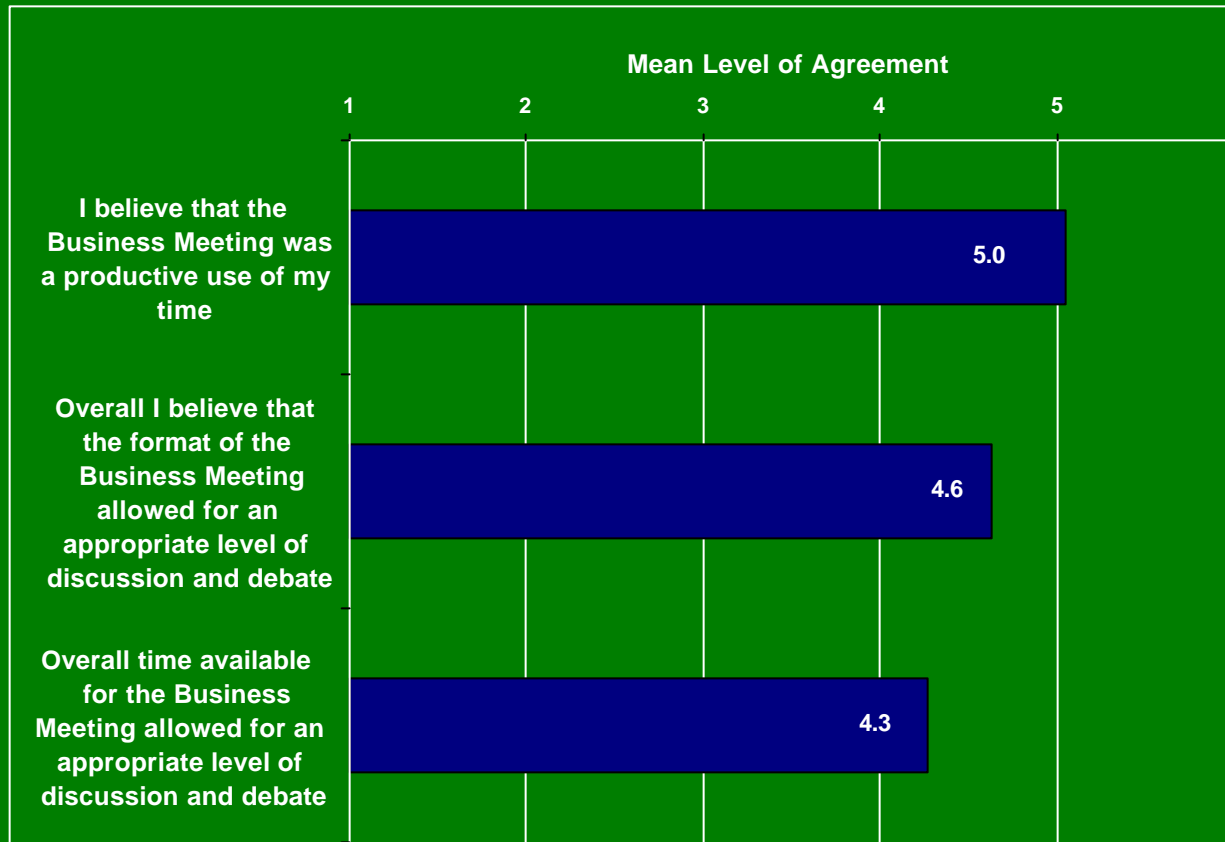 Mean Level of Agreement
1 2 3 4 5
I believe that the
Business Meeting was
a productive use of my
time
5.0
Overall I believe that
the format of the
Business Meeting
allowed for an
appropriate level of
discussion and debate
4.6
Overall time available
for the Business
Meeting allowed for an
appropriate level of
discussion and debate
4.3